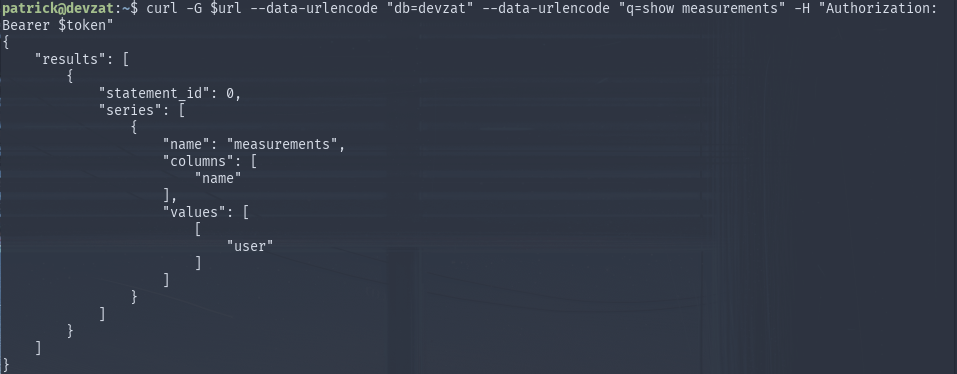 patrick@devzat:~$ curl -G $url --data-urlencode "db=devzat" --data-urlencode "q=show measurements" -H "Authorization:
Bearer $token"
{
    "results": [
        {
            "statement_id": 0,
            "series": [
                {
                    "name": "measurements",
                    "columns": [
                        "name"
                    ],
                    "values": [
                        [
                            "user"
                        ]
                    ]
                }
            ]
        }
    ]
}